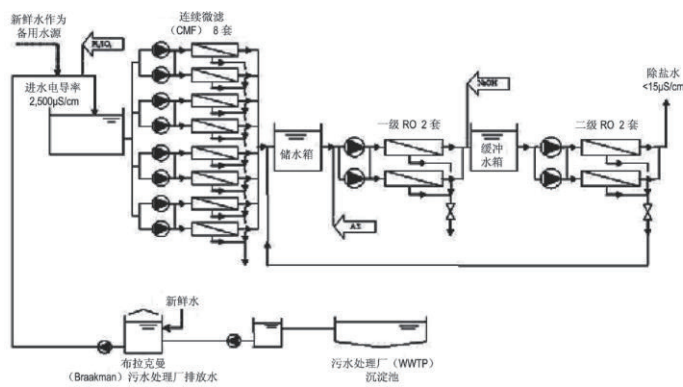 新鲜水作为
备用水源
连续微滤
（CMF） 8 套
进水电导率
2,500μS/cm
除盐水
<15μS/cm
一级 RO 2 套
二级 RO 2 套
储水箱
缓冲
水箱
新鲜水
布拉克曼
（Braakman）污水处理厂排放水
污水处理厂（WWTP）
沉淀池